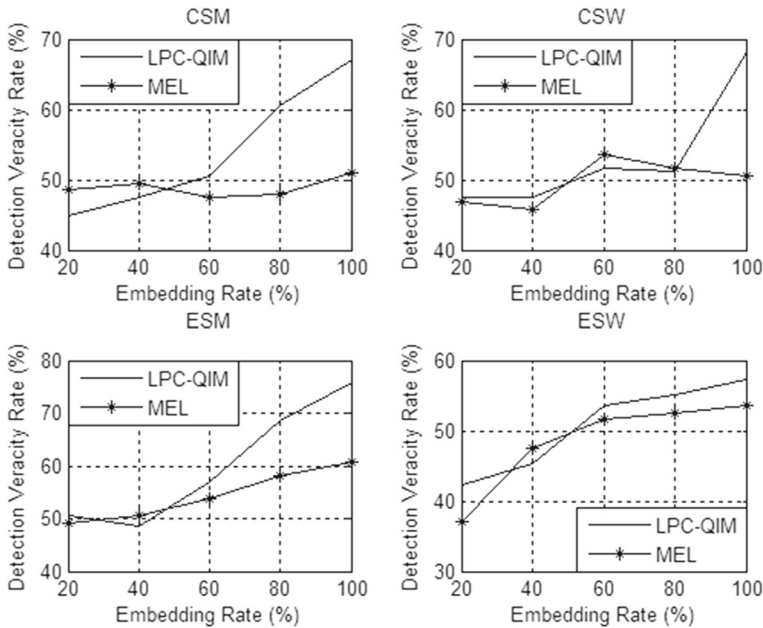 CSM
Detection Veracity Rate (%)
70
60
50
40
LPC-QIM
MEL
20 40 60 80 100
Embedding Rate (%)
CSW
Detection Veracity Rate (%)
70
60
50
40
LPC-QIM
MEL
20 40 60 80 100
Embedding Rate (%)
ESM
Detection Veracity Rate (%)
80
70
60
50
40
LPC-QIM
MEL
20 40 60 80 100
Embedding Rate (%)
ESW
Detection Veracity Rate (%)
60
50
40
30
LPC-QIM
MEL
20 40 60 80 100
Embedding Rate (%)